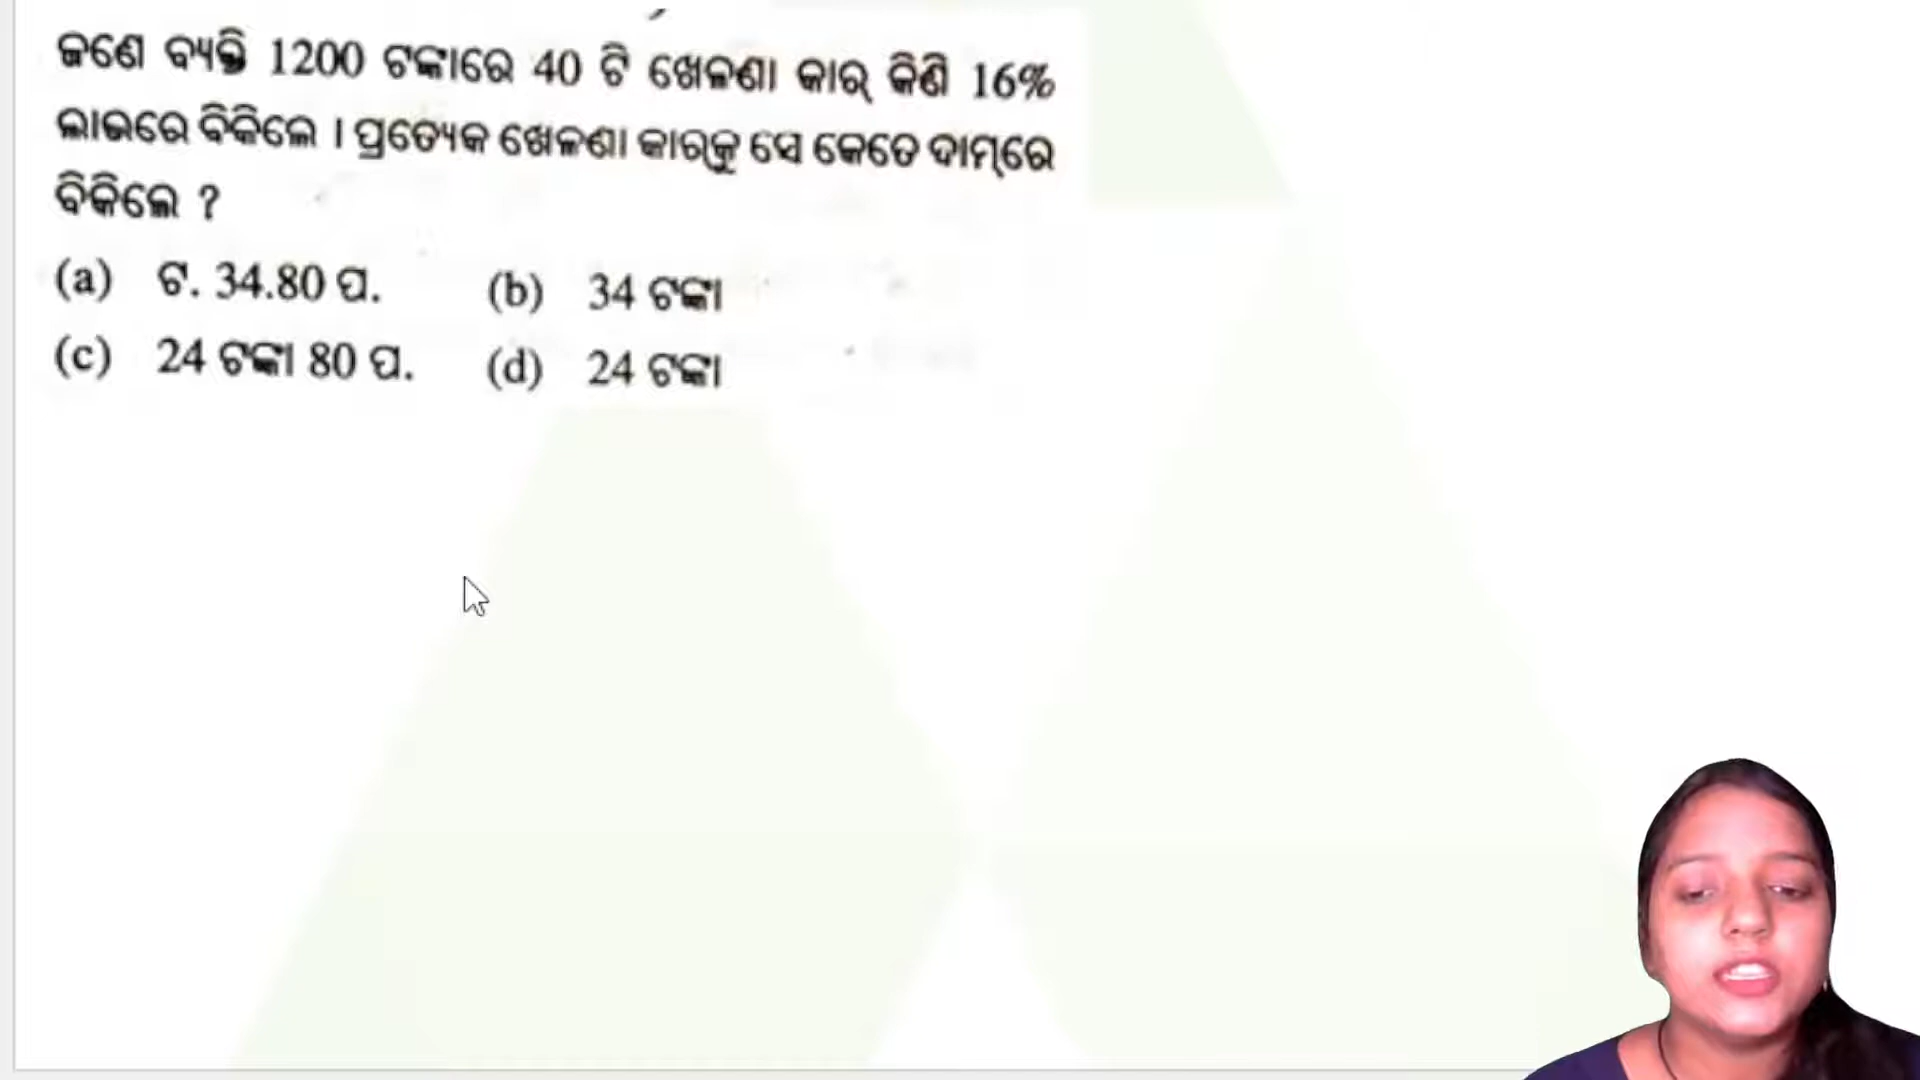 ଜଣେ ବ୍ୟକ୍ତି 1200 ଟଙ୍କାରେ 40 ଟି ଖେଳଣା କାର୍ କିଣି 16%
ଲାଭରେ ବିକିଲେ । ପ୍ରତ୍ୟେକ ଖେଳଣା କାର୍‌କୁ ସେ କେତେ ଦାମ୍‌ରେ
ବିକିଲେ ?
(a) ଟ. 34.80 ପ. (b) 34 ଟଙ୍କା
(c) 24 ଟଙ୍କା 80 ପ. (d) 24 ଟଙ୍କା